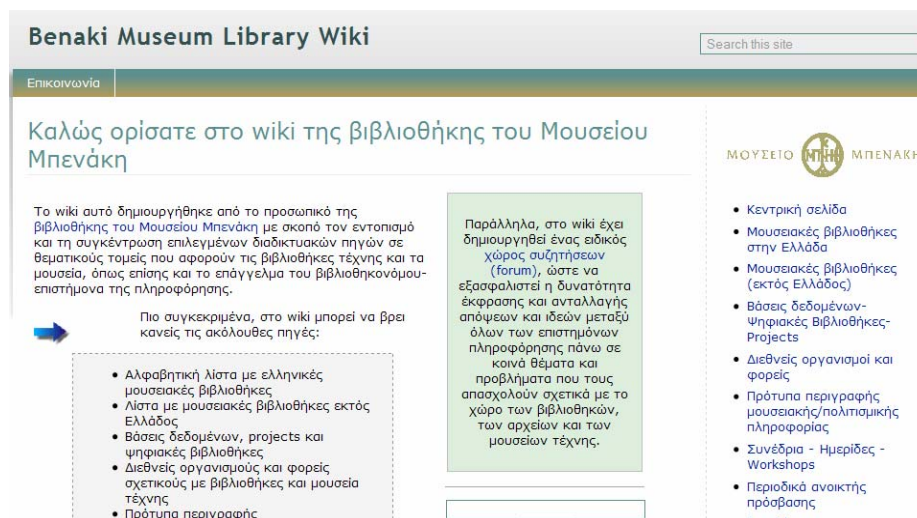 Benaki Museum Library Wiki
Search this site
Επικοινωνία
Καλώς ορίσατε στο wiki της βιβλιοθήκης του Μουσείου
Μπενάκη
Το wiki αυτό δημιουργήθηκε από το προσωπικό της
βιβλιοθήκης του Μουσείου Μπενάκη με σκοπό τον εντοπισμό
και τη συγκέντρωση επιλεγμένων διαδικτυακών πηγών σε
θεματικούς τομείς που αφορούν τις βιβλιοθήκες τέχνης και τα
μουσεία, όπως επίσης και το επάγγελμα του βιβλιοθηκονόμου-
επιστήμονα της πληροφόρησης.
Πιο συγκεκριμένα, στο wiki μπορεί να βρει
κανείς τις ακόλουθες πηγές:
• Αλφαβητική λίστα με ελληνικές
μουσειακές βιβλιοθήκες
• Λίστα με μουσειακές βιβλιοθήκες εκτός
Ελλάδος
• Βάσεις δεδομένων, projects και
ψηφιακές βιβλιοθήκες
• Διεθνείς οργανισμούς και φορείς
σχετικούς με βιβλιοθήκες και μουσεία
τέχνης
• Πρότυπα περιγραφής
Παράλληλα, στο wiki έχει
δημιουργηθεί ένας ειδικός
χώρος συζητήσεων
(forum), ώστε να
εξασφαλιστεί η δυνατότητα
έκφρασης και ανταλλαγής
απόψεων και ιδεών μεταξύ
όλων των επιστημόνων
πληροφόρησης πάνω σε
κοινά θέματα και
προβλήματα που τους
απασχολούν σχετικά με το
χώρο των βιβλιοθηκών,
των αρχείων και των
μουσείων τέχνης.
ΜΟΥΣΕΙΟ ΜΠΕΝΑΚΗ
• Κεντρική σελίδα
• Μουσειακές βιβλιοθήκες
στην Ελλάδα
• Μουσειακές βιβλιοθήκες
(εκτός Ελλάδος)
• Βάσεις δεδομένων-
Ψηφιακές Βιβλιοθήκες-
Projects
• Διεθνείς οργανισμοί και
φορείς
• Πρότυπα περιγραφής
μουσειακής/πολιτισμικής
πληροφορίας
• Συνέδρια - Ημερίδες -
Workshops
• Περιοδικά ανοικτής
πρόσβασης